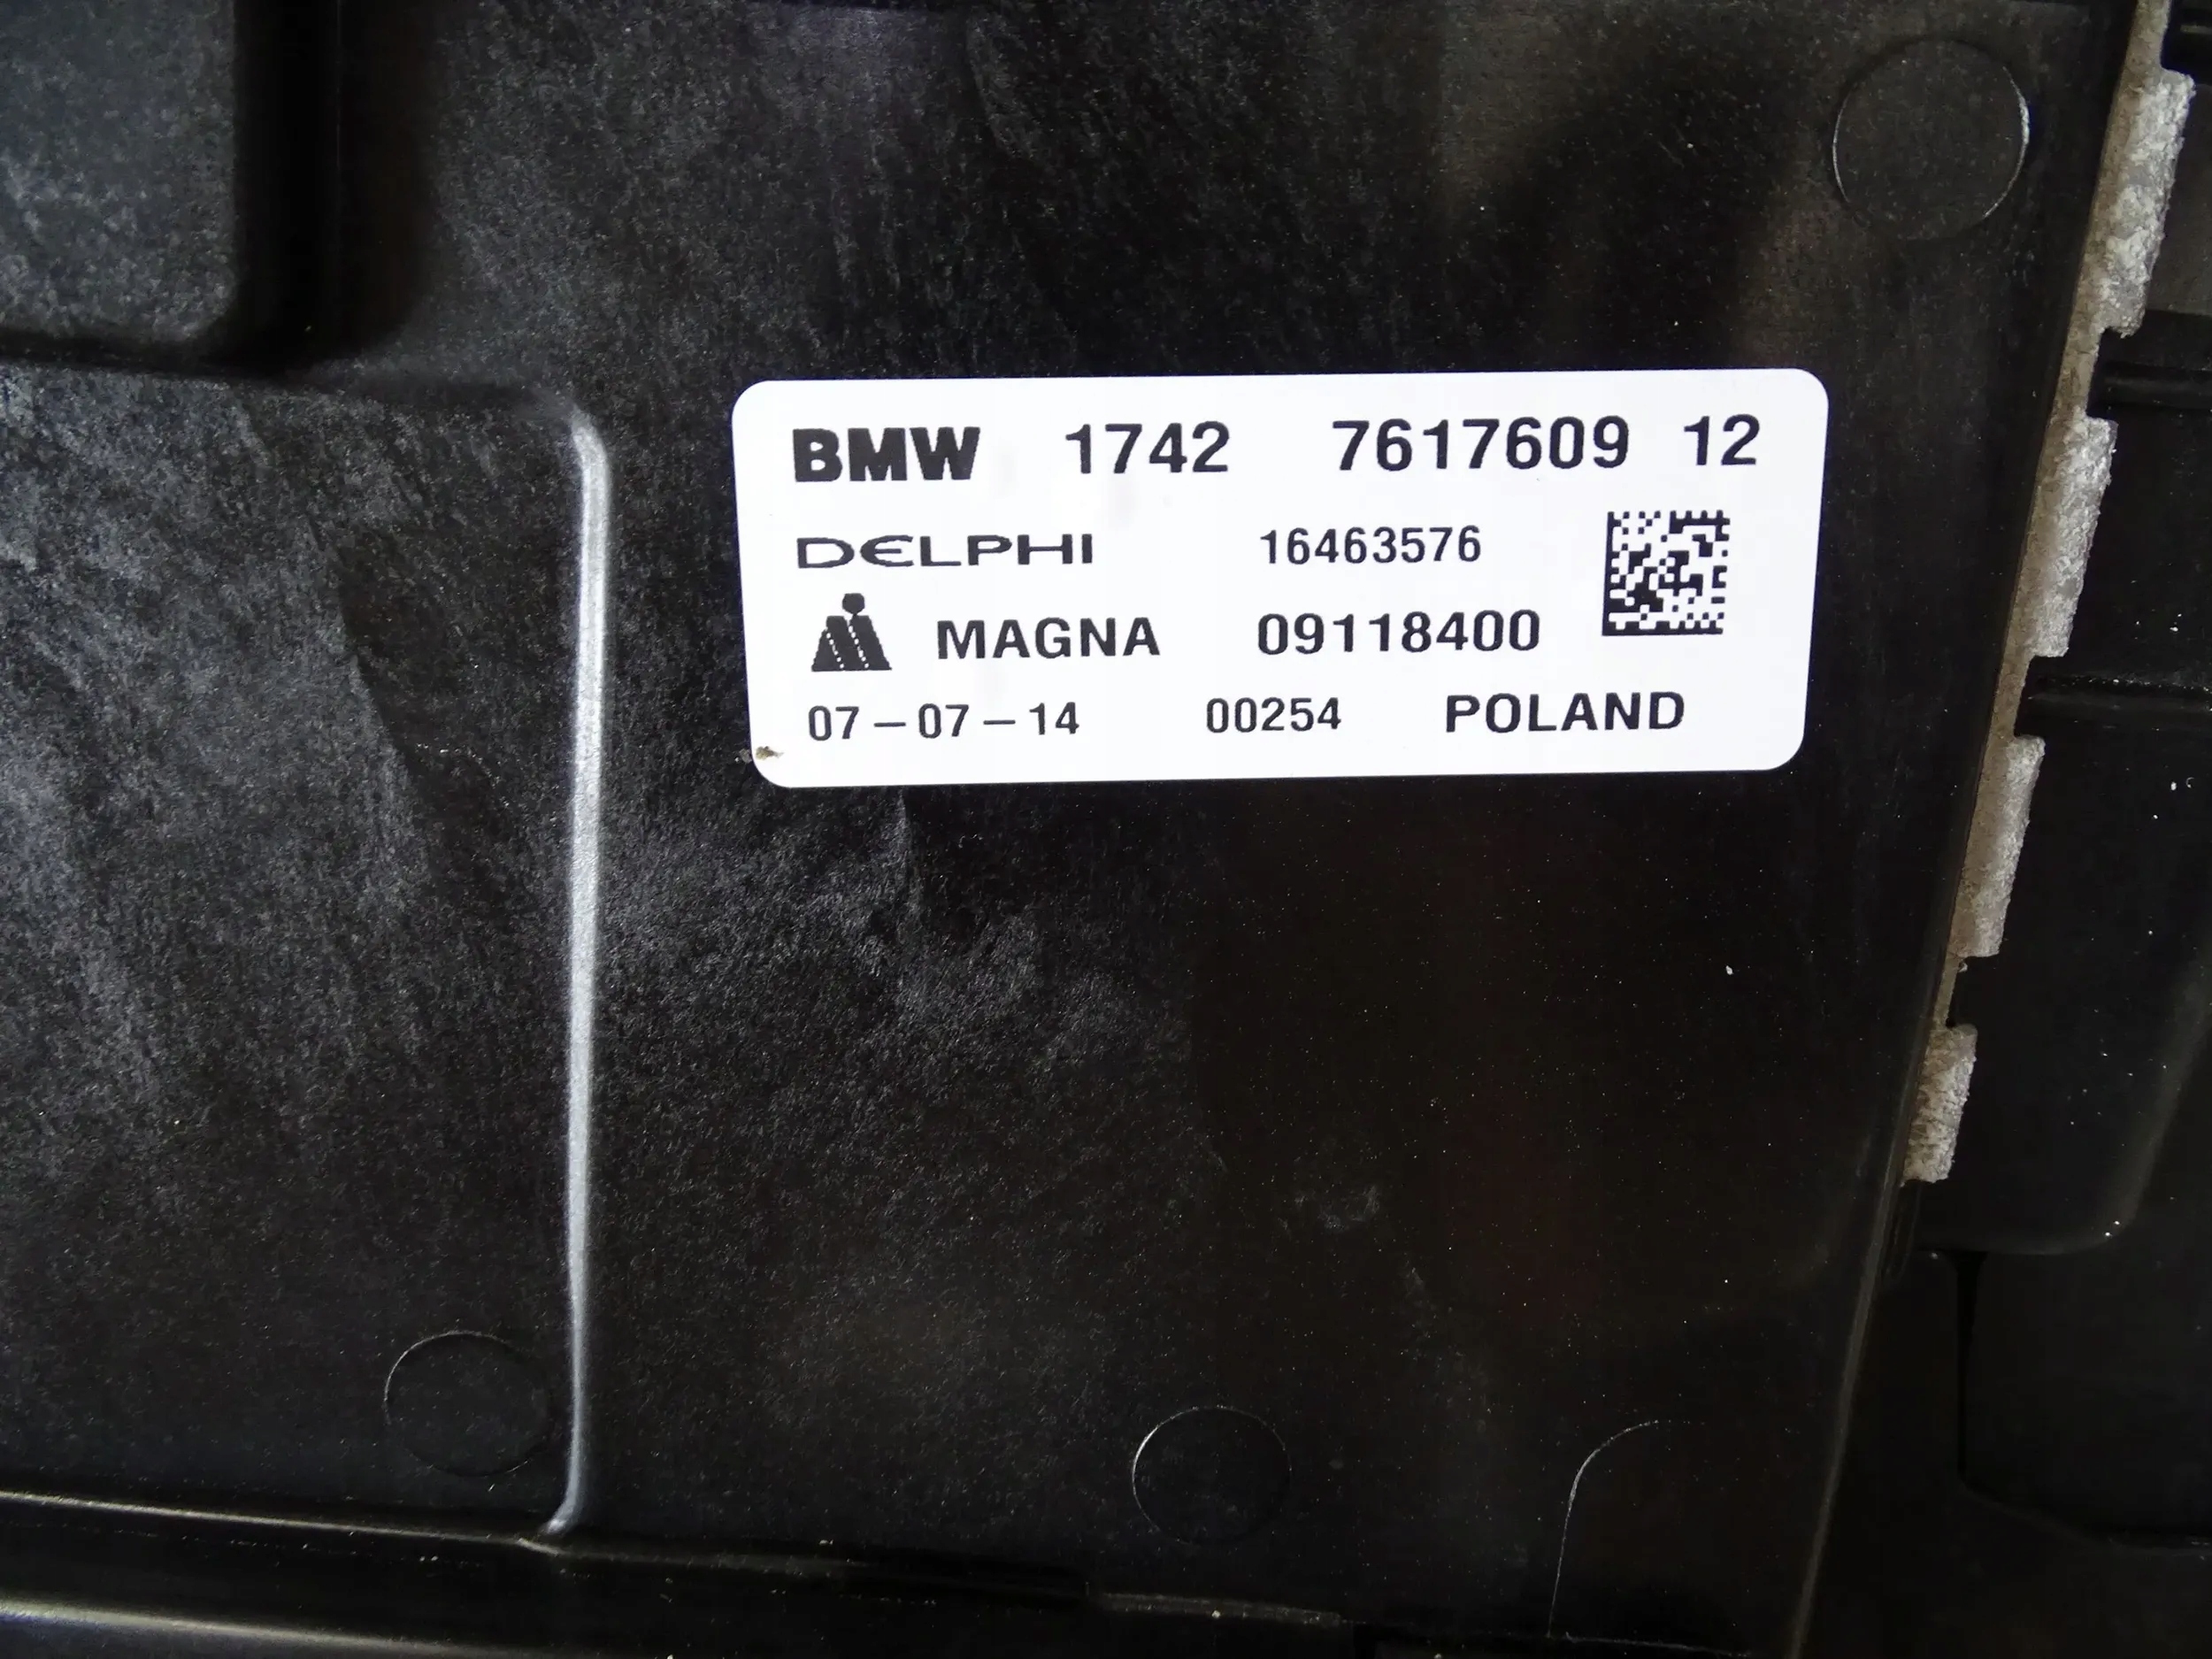 BMW 1742 7617609 12
DELPHI 16463576
MAGNA 09118400
07-07-14 00254 POLAND